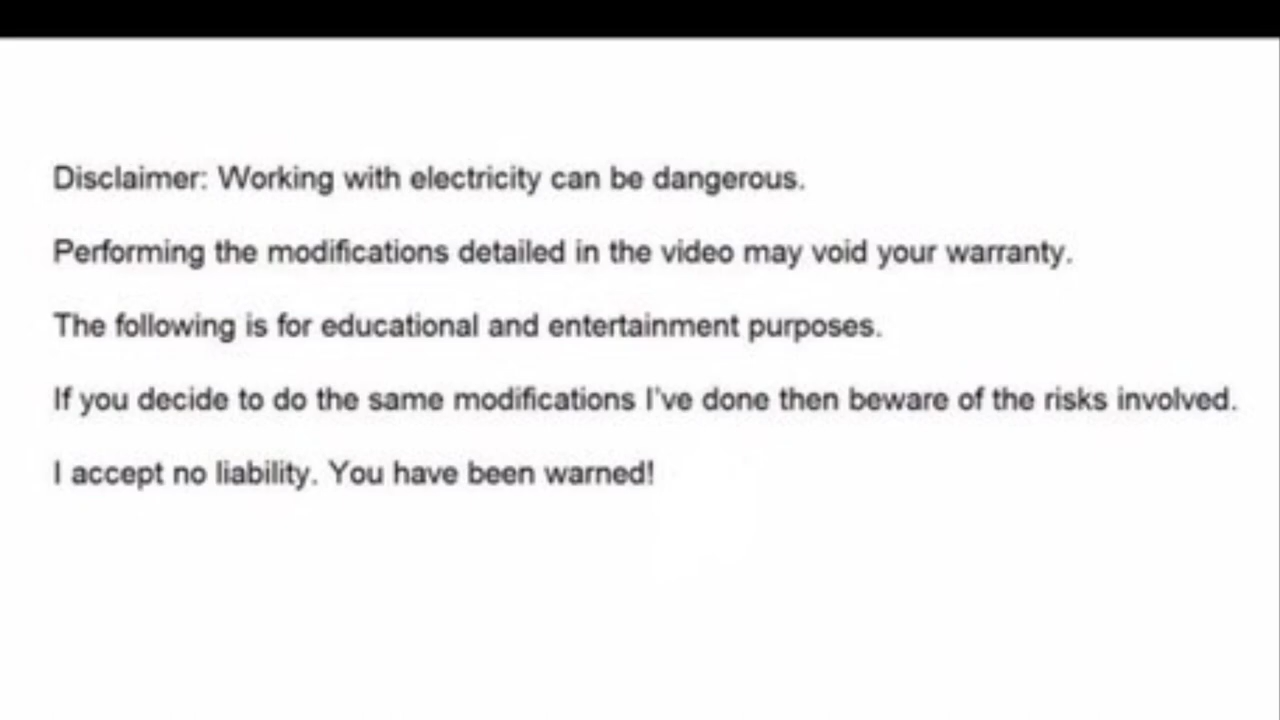 Disclaimer: Working with electricity can be dangerous.
Performing the modifications detailed in the video may void your warranty.
The following is for educational and entertainment purposes.
If you decide to do the same modifications I've done then beware of the risks involved.
I accept no liability. You have been warned!